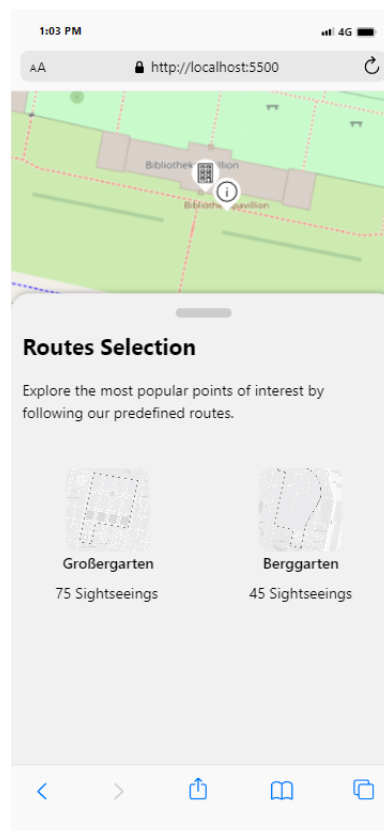 1:03 PM
4G
AA
http://localhost:5500
Bibliothek
Routes Selection
Explore the most popular points of interest by
following our predefined routes.
Großergarten
Berggarten
75 Sightseeings
45 Sightseeings